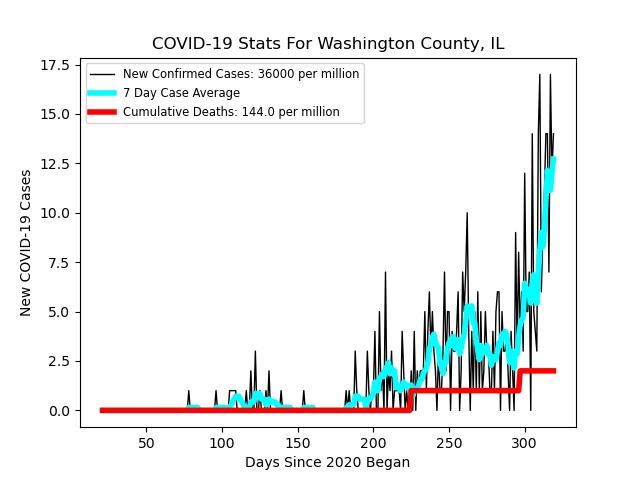 COVID-19 Stats For Washington County, IL
New Confirmed Cases: 36000 per million
7 Day Case Average
Cumulative Deaths: 144.0 per million
New COVID-19 Cases
17.5
15.0
12.5
10.0
7.5
5.0
2.5
0.0
50 100 150 200 250 300
Days Since 2020 Began